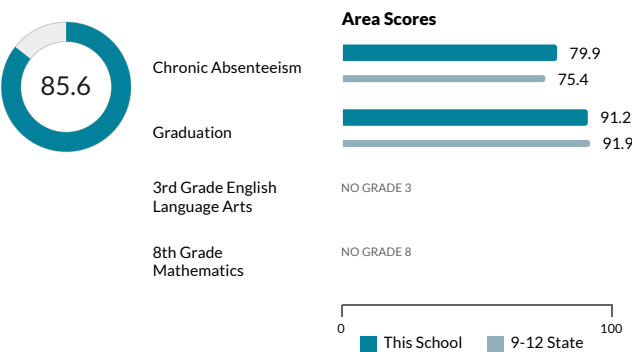 Area Scores
85.6
Chronic Absenteeism
79.9
75.4
Graduation
91.2
91.9
3rd Grade English
Language Arts
NO GRADE 3
8th Grade
Mathematics
NO GRADE 8
0
100
This School
9-12 State